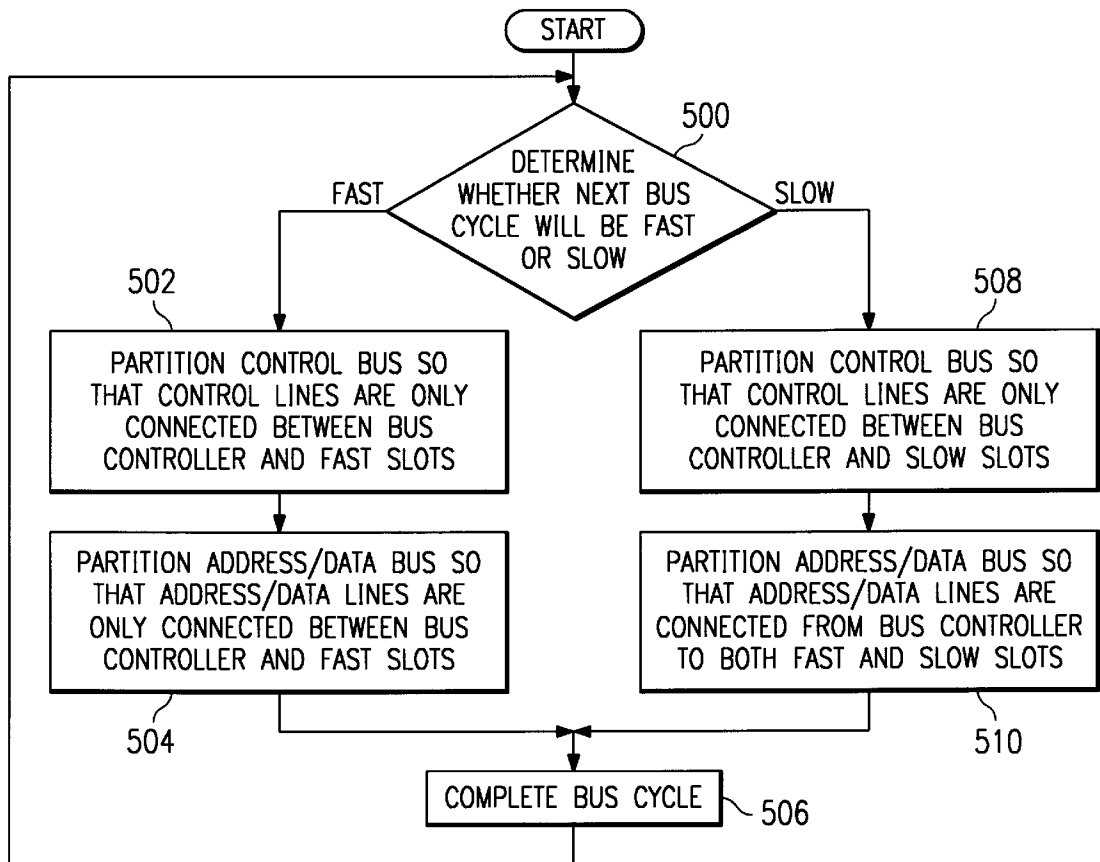 START
500
DETERMINE
WHETHER NEXT BUS
CYCLE WILL BE FAST
OR SLOW
FAST
SLOW
502
PARTITION CONTROL BUS SO
THAT CONTROL LINES ARE ONLY
CONNECTED BETWEEN BUS
CONTROLLER AND FAST SLOTS
508
PARTITION CONTROL BUS SO
THAT CONTROL LINES ARE ONLY
CONNECTED BETWEEN BUS
CONTROLLER AND SLOW SLOTS
PARTITION ADDRESS/DATA BUS SO
THAT ADDRESS/DATA LINES ARE
ONLY CONNECTED BETWEEN BUS
CONTROLLER AND FAST SLOTS
504
PARTITION ADDRESS/DATA BUS SO
THAT ADDRESS/DATA LINES ARE
CONNECTED FROM BUS CONTROLLER
TO BOTH FAST AND SLOW SLOTS
510
COMPLETE BUS CYCLE
506